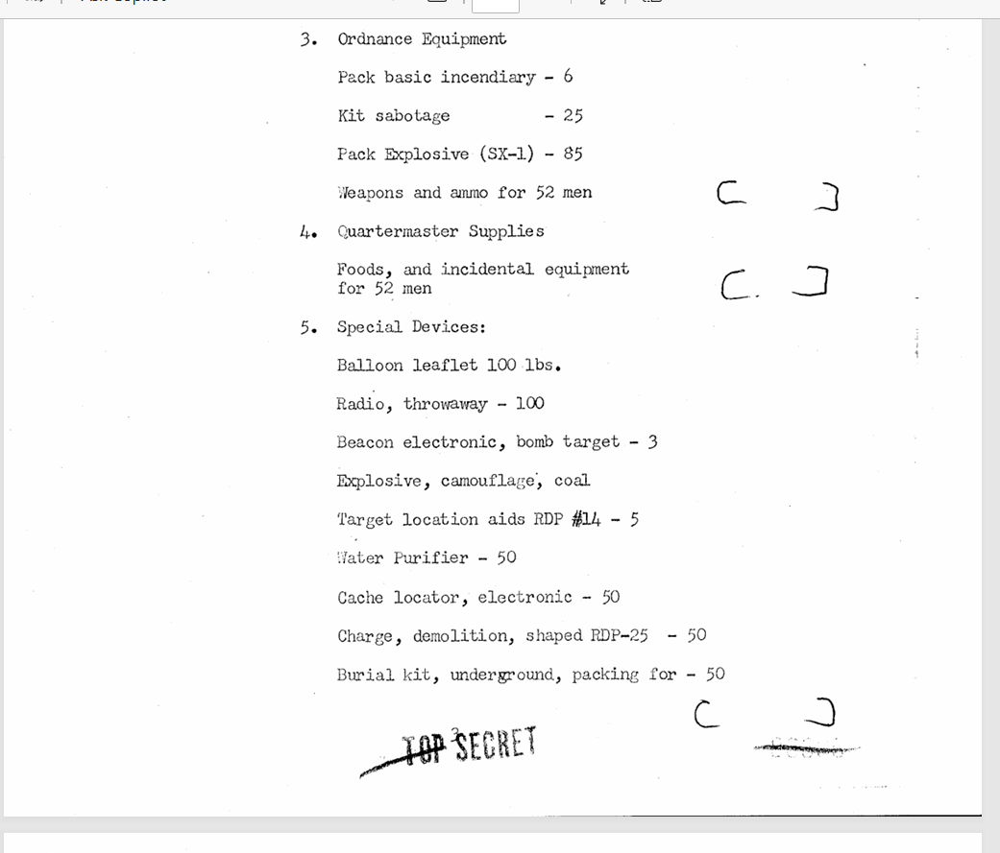 3. Ordnance Equipment
Pack basic incendiary - 6
Kit sabotage - 25
Pack Explosive (SX-1) - 85
Weapons and ammo for 52 men
4. Quartermaster Supplies
Foods, and incidental equipment
for 52 men
5. Special Devices:
Balloon leaflet 100 lbs.
Radio, throwaway - 100
Beacon electronic, bomb target - 3
Explosive, camouflage, coal
Target location aids RDP #14 - 5
Water Purifier - 50
Cache locator, electronic - 50
Charge, demolition, shaped RDP-25 - 50
Burial kit, underground, packing for - 50
3
TOP SECRET